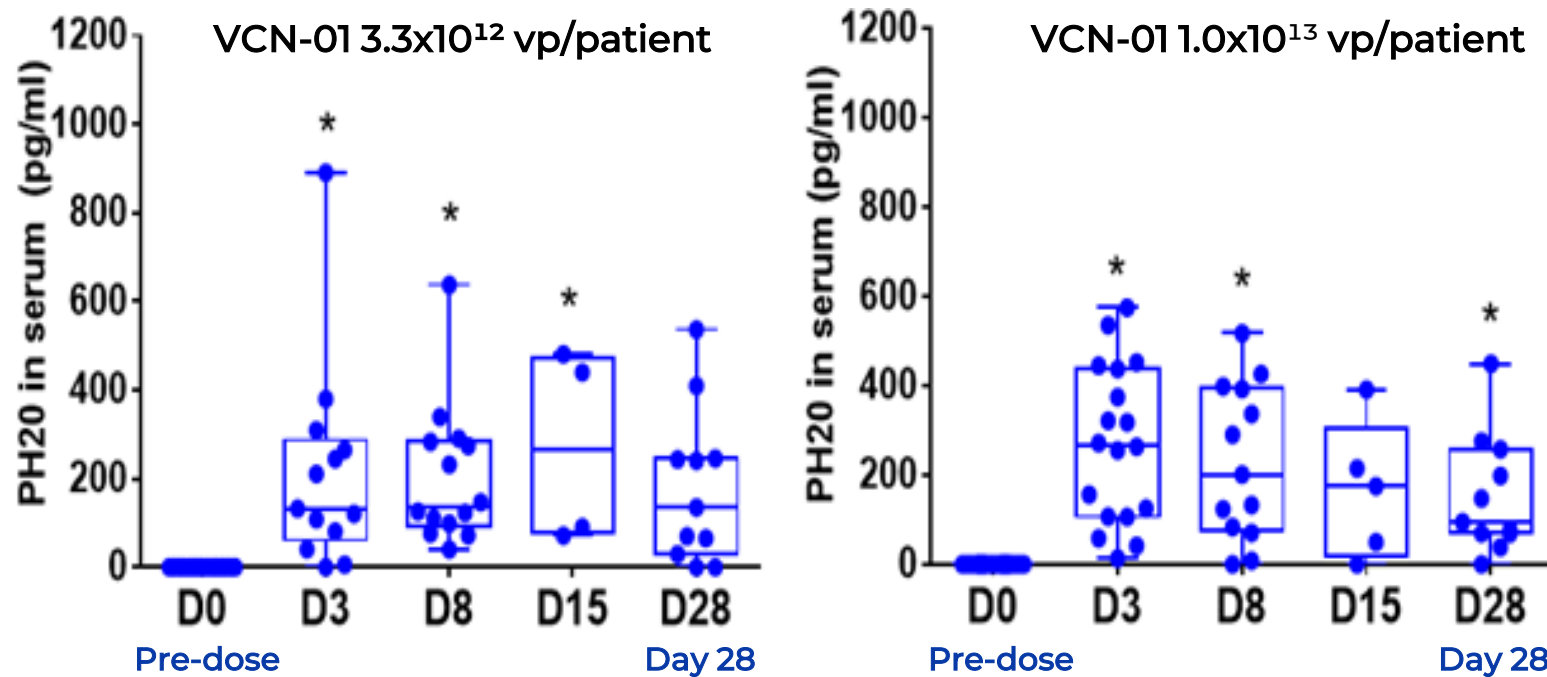 VCN-01 3.3x10¹² vp/patient
PH20 in serum (pg/ml)
1200
1000
800
600
400
200
0
*
*
*
D0
D3
D8
D15
D28
Pre-dose
Day 28
VCN-01 1.0x10¹³ vp/patient
PH20 in serum (pg/ml)
1200
1000
800
600
400
200
0
*
*
*
D0
D3
D8
D15
D28
Pre-dose
Day 28